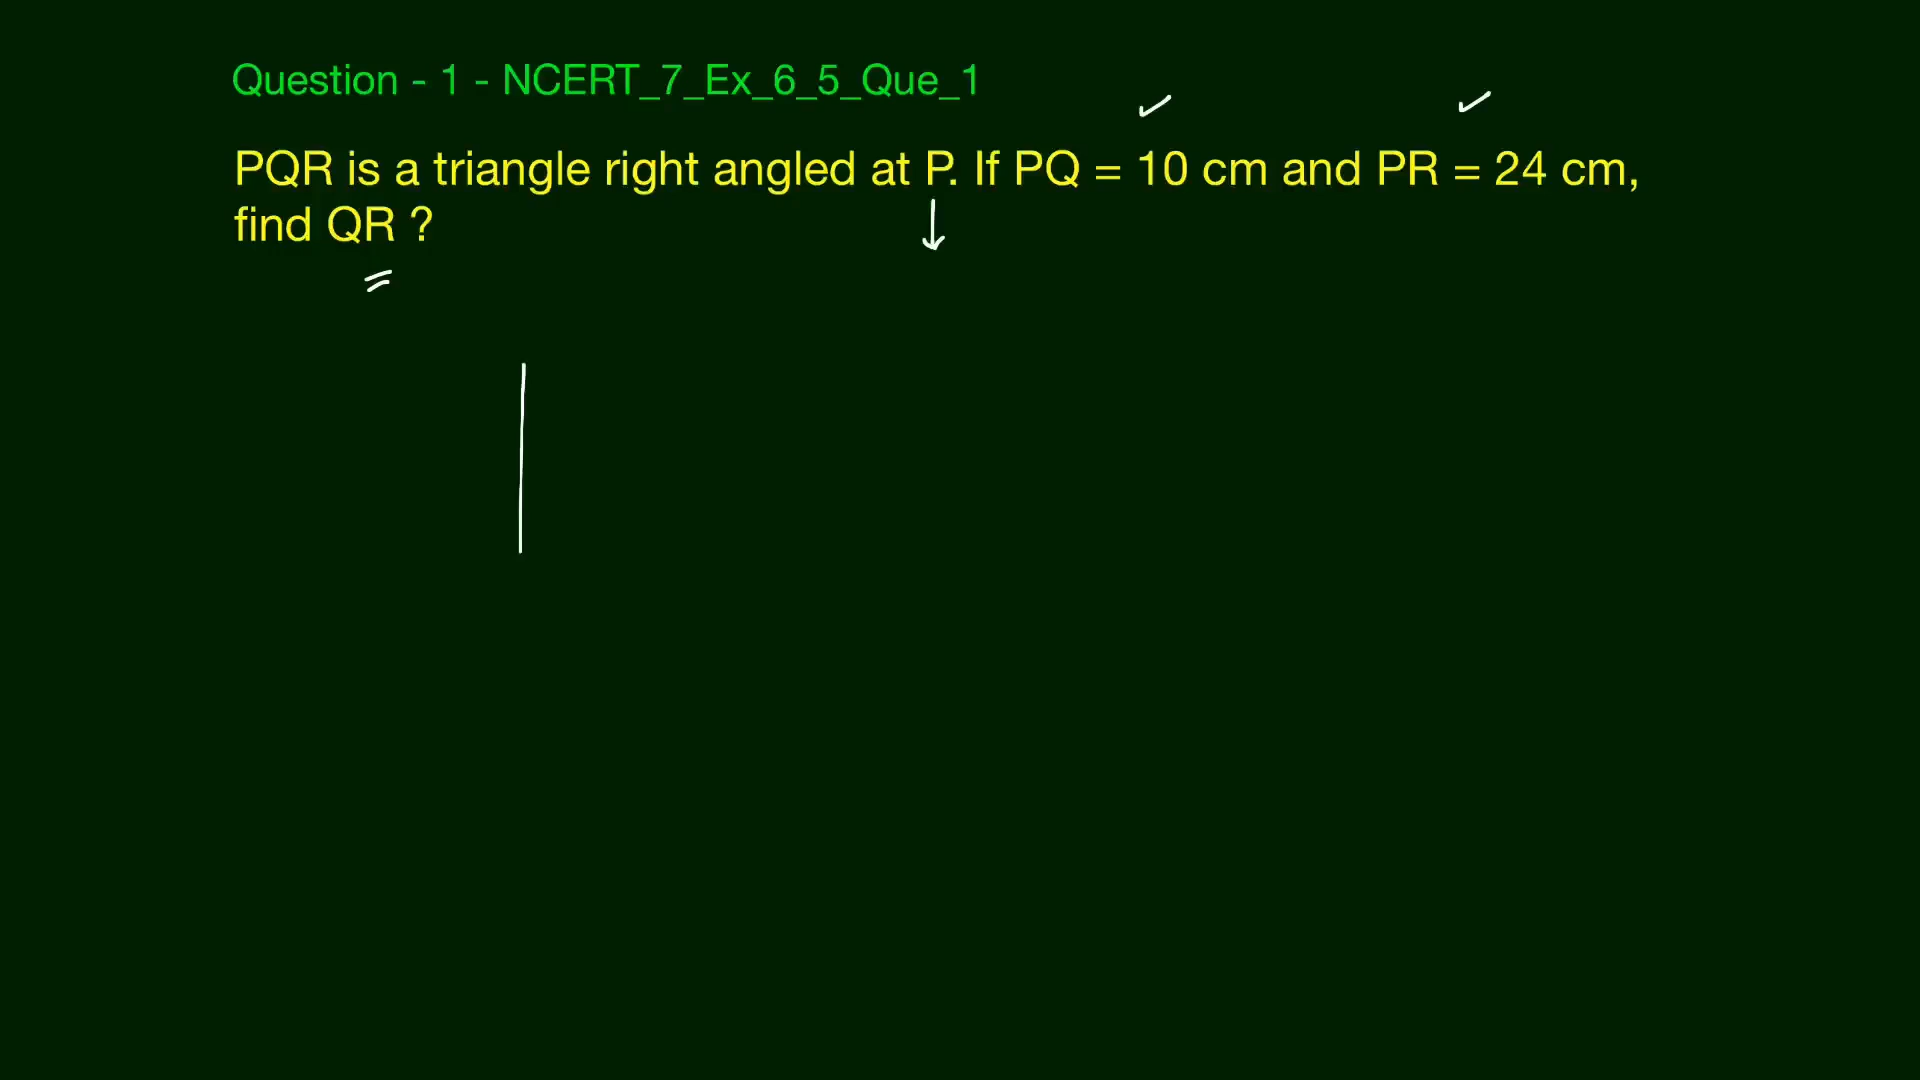 Question - 1 - NCERT_7_Ex_6_5_Que_1
PQR is a triangle right angled at P. If PQ = 10 cm and PR = 24 cm,
find QR ?